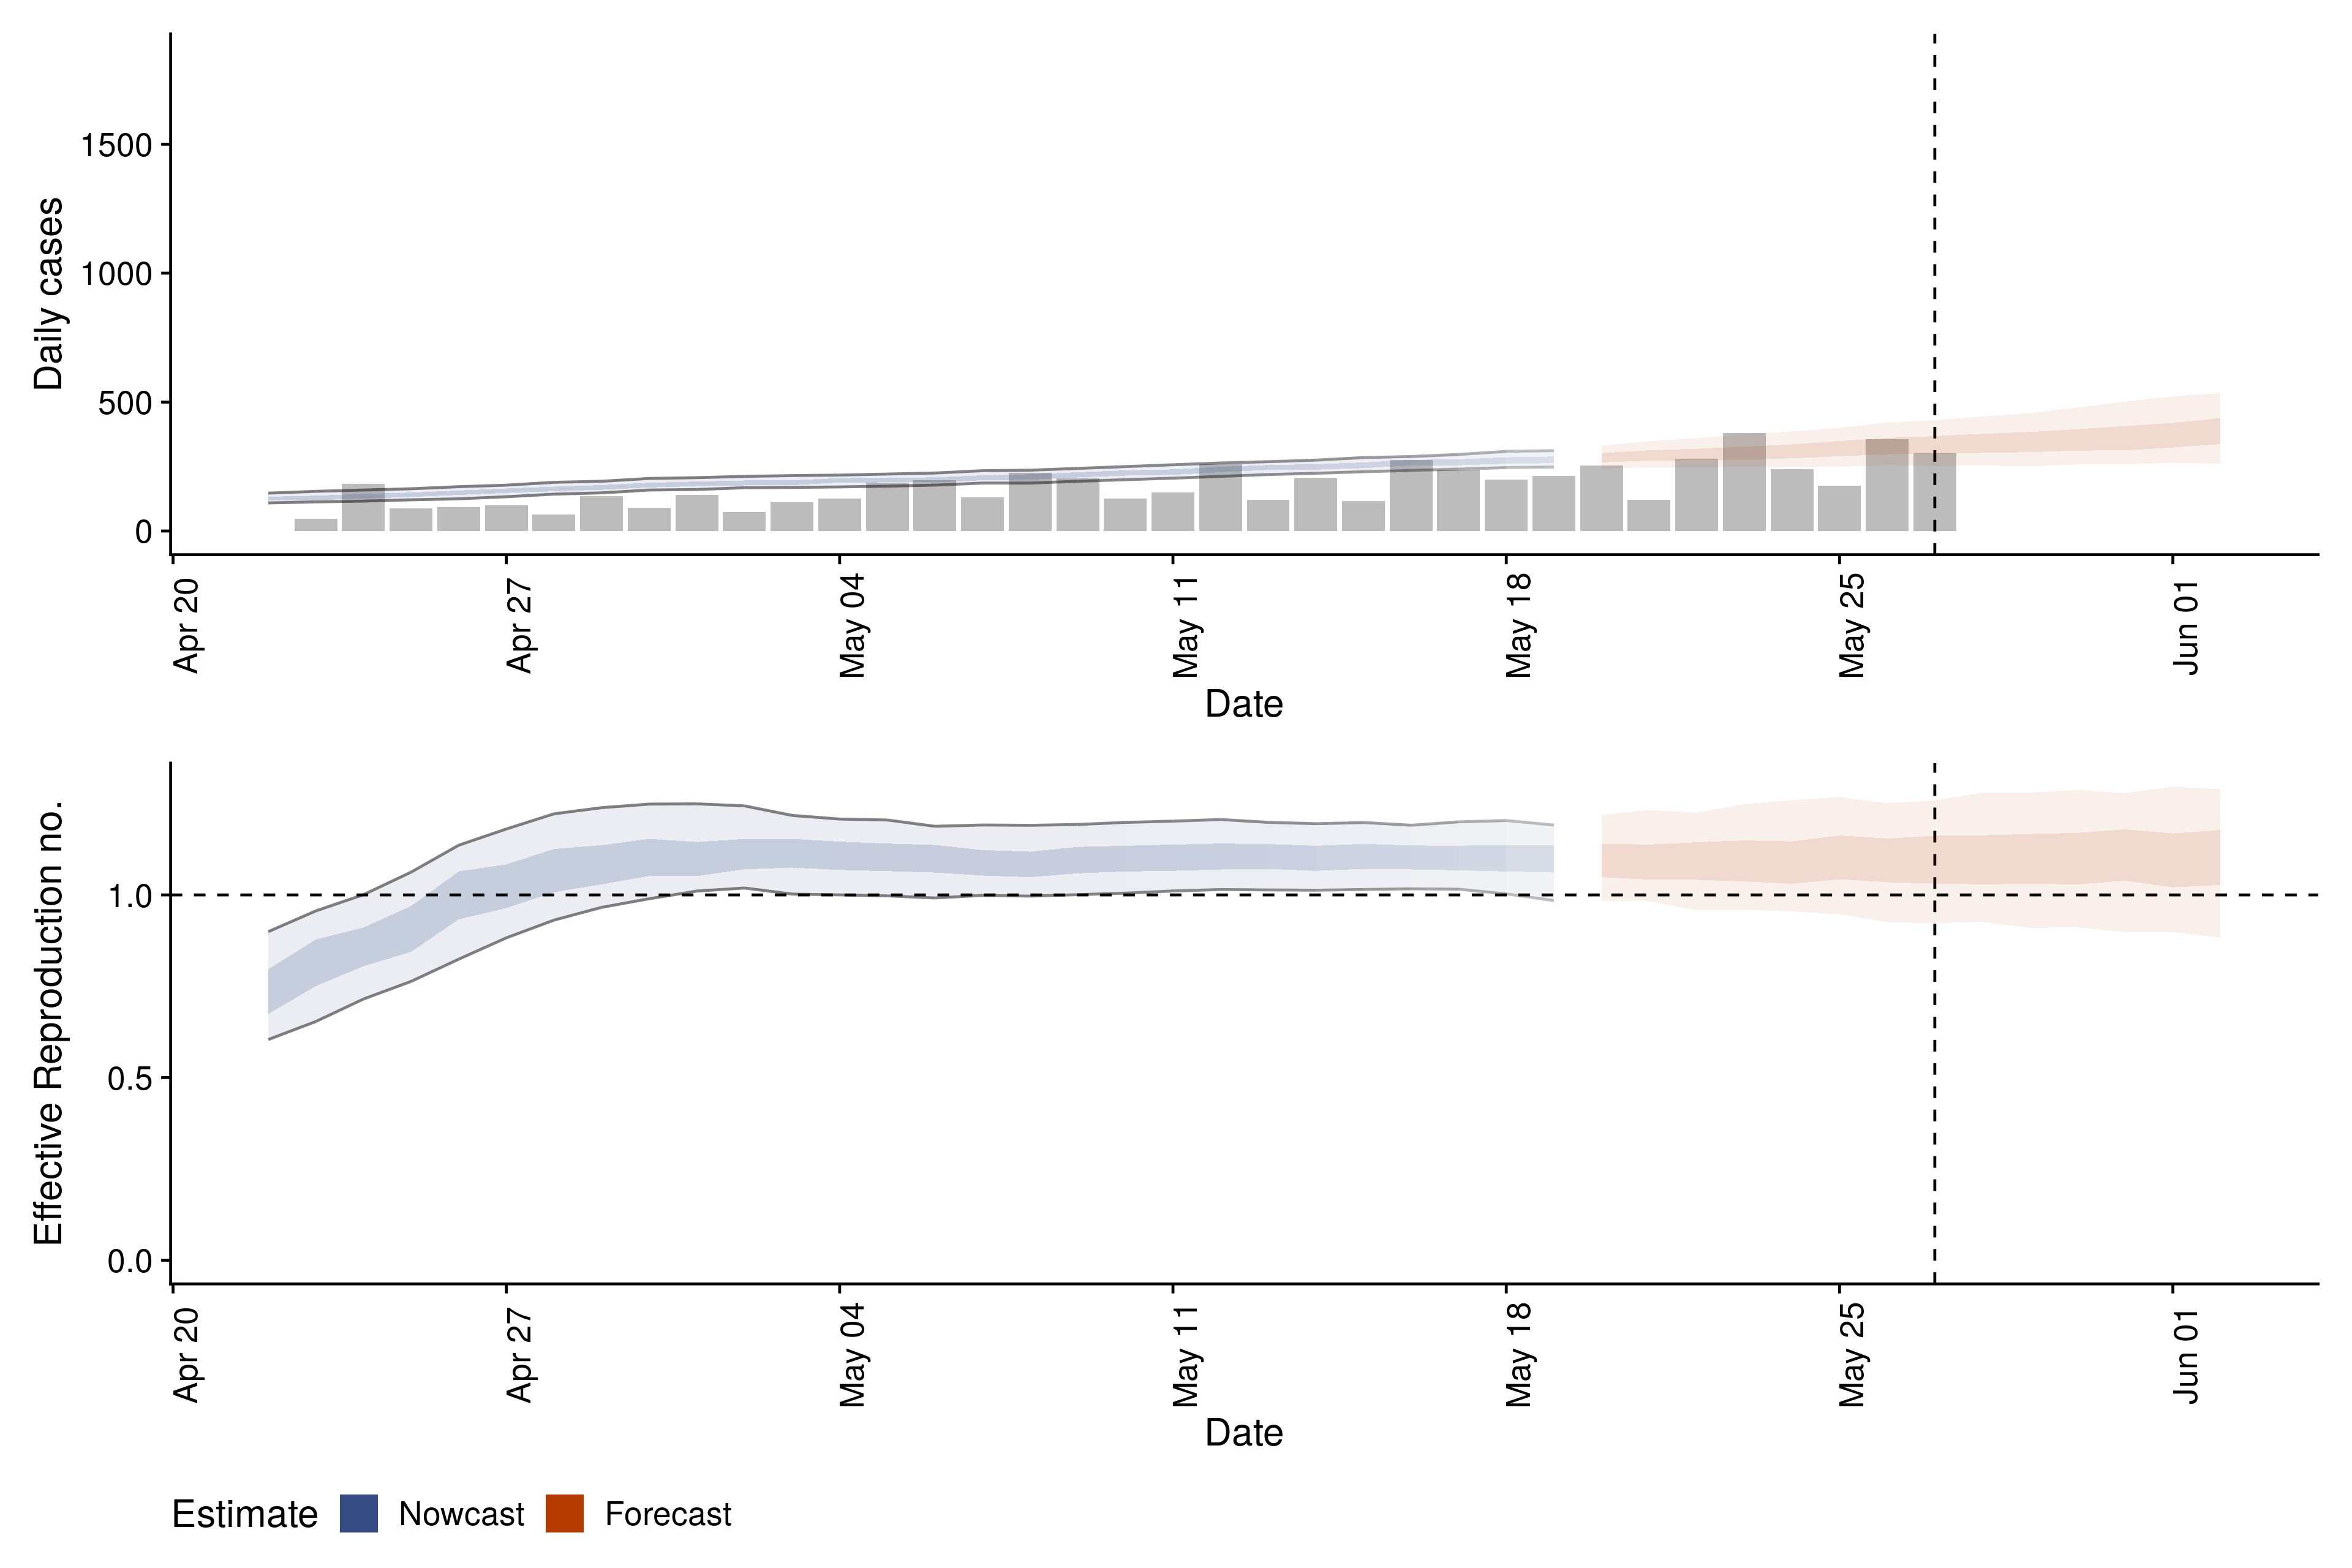 Daily cases
1500
1000
500
0
Apr 20
Apr 27
May 04
May 11
May 18
May 25
Jun 01
Date
Effective Reproduction no.
1.0
0.5
0.0
Apr 20
Apr 27
May 04
May 11
May 18
May 25
Jun 01
Date
Estimate Nowcast Forecast